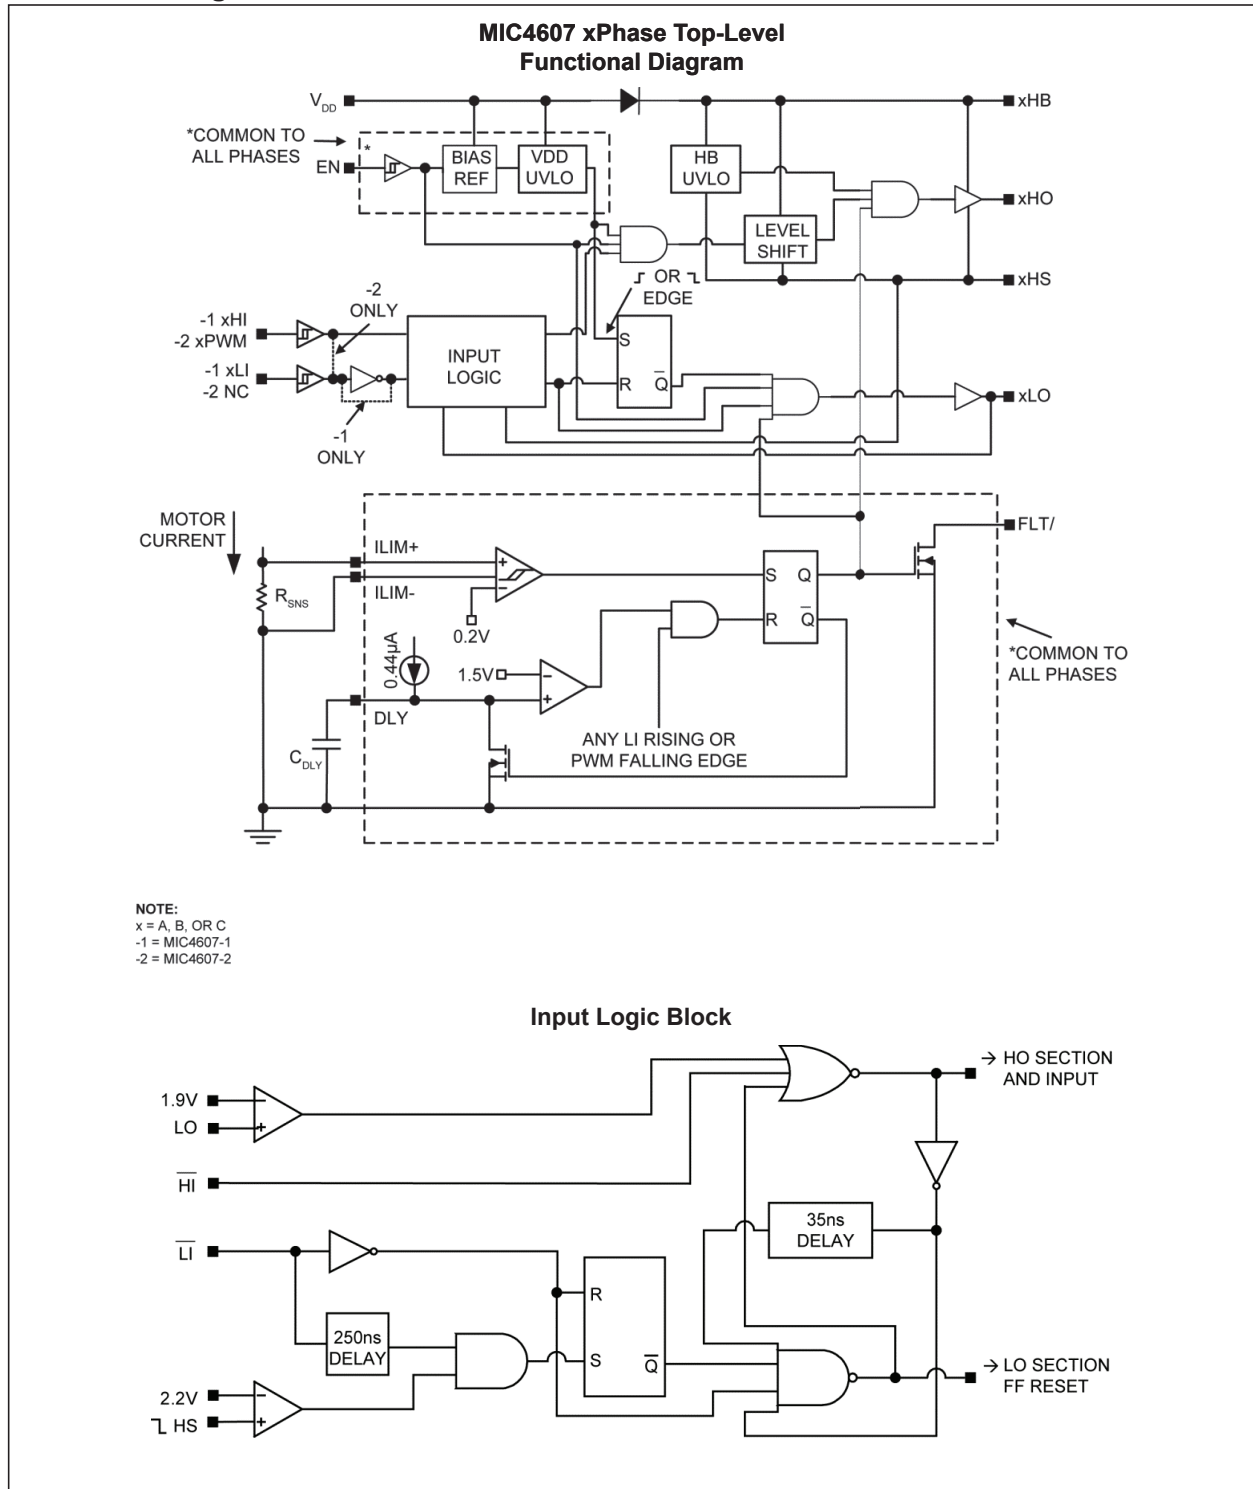 MIC4607 xPhase Top-Level
Functional Diagram
VDD
xHB
*COMMON TO
ALL PHASES
*
EN
BIAS
REF
VDD
UVLO
HB
UVLO
xHO
LEVEL
SHIFT
xHS
OR
EDGE
-2
ONLY
-1 xHI
-2 xPWM
-1 xLI
-2 NC
INPUT
LOGIC
S
R
Q̅
xLO
-1
ONLY
MOTOR
CURRENT
FLT/
ILIM+
ILIM-
RSNS
+
−
0.2V
S
Q
R
Q̅
0.44µA
1.5V
−
+
DLY
CDLY
ANY LI RISING OR
PWM FALLING EDGE
*COMMON TO
ALL PHASES
NOTE:
x = A, B, OR C
-1 = MIC4607-1
-2 = MIC4607-2
Input Logic Block
→ HO SECTION
AND INPUT
1.9V
−
LO
+
H̅I̅
35ns
DELAY
L̅I̅
R
250ns
DELAY
S
Q̅
→ LO SECTION
FF RESET
2.2V
−
HS
+